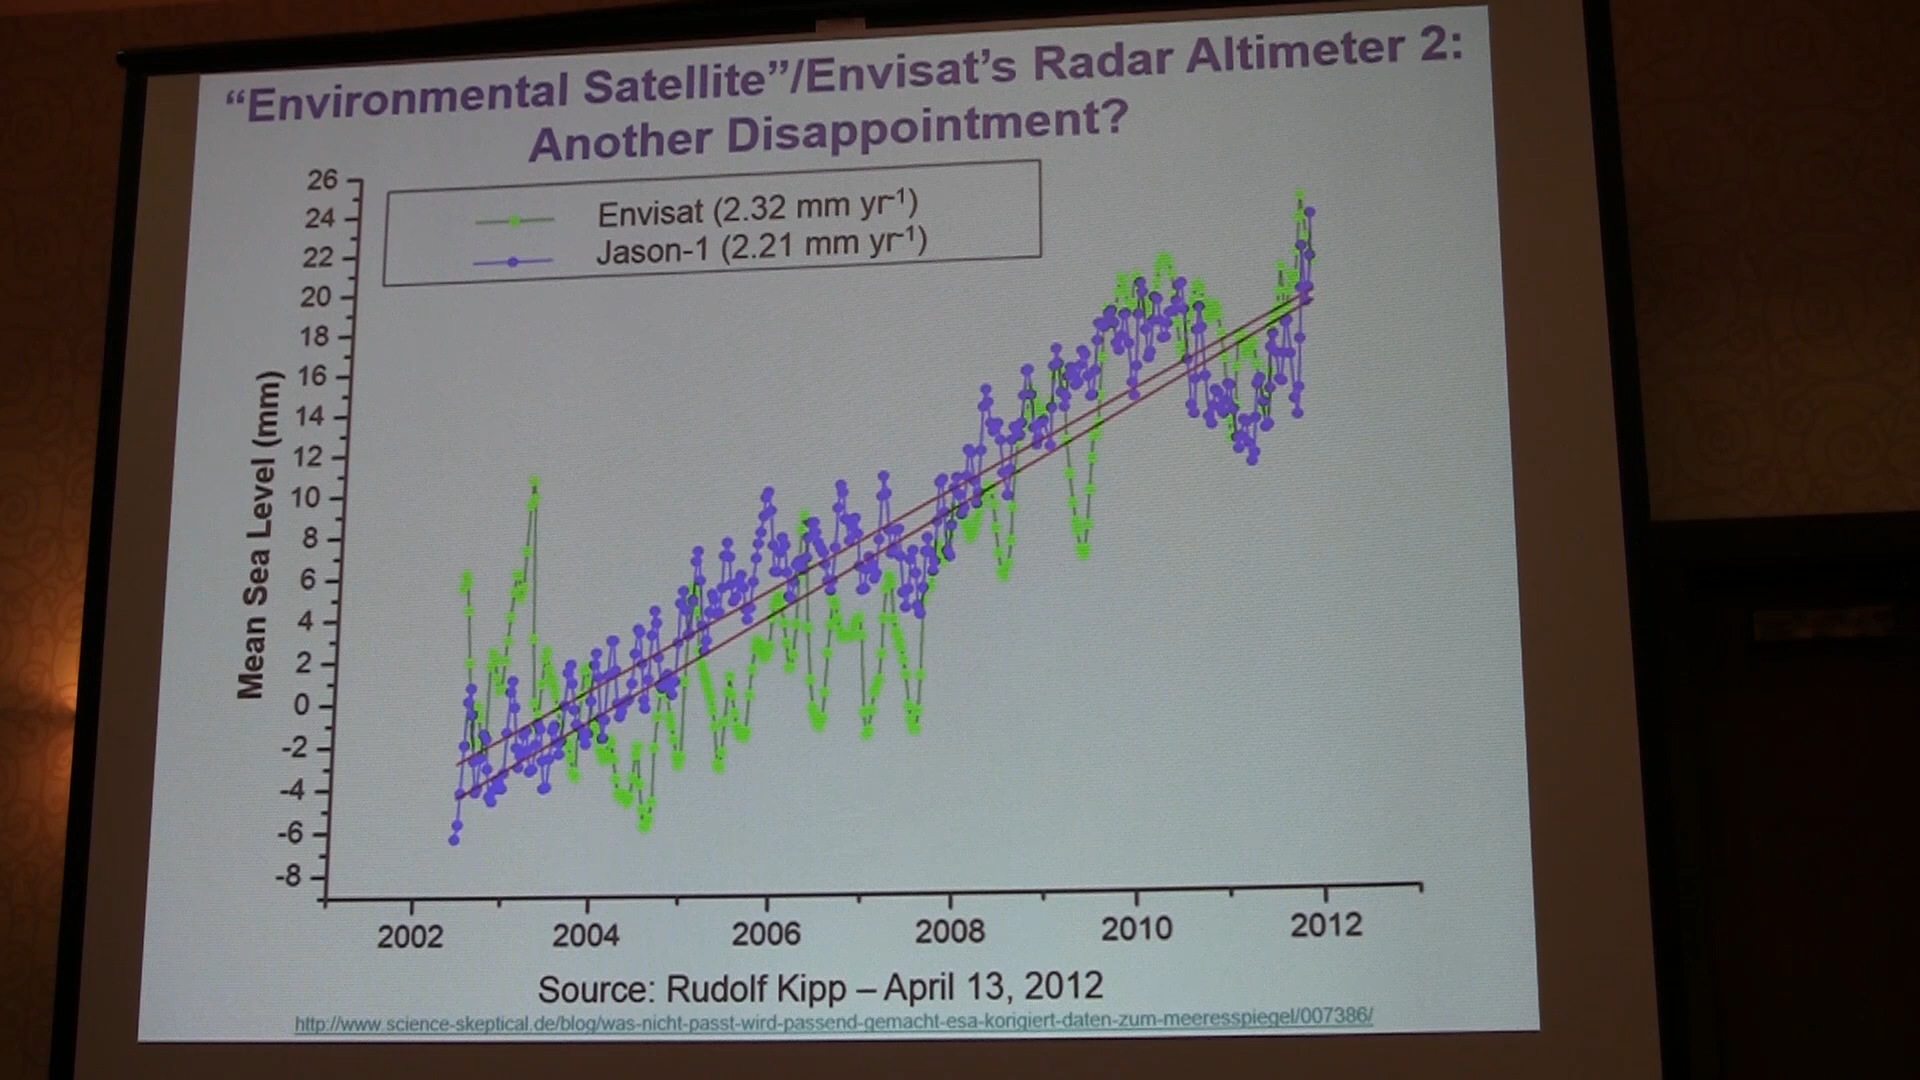 “Environmental Satellite”/Envisat’s Radar Altimeter 2:
Another Disappointment?
Envisat (2.32 mm yr-1)
Jason-1 (2.21 mm yr-1)
Mean Sea Level (mm)
26
24
22
20
18
16
14
12
10
8
6
4
2
0
-2
-4
-6
-8
2002 2004 2006 2008 2010 2012
Source: Rudolf Kipp – April 13, 2012
http://www.science-skeptical.de/blog/was-nicht-passt-wird-passend-gemacht-esa-korigiert-daten-zum-meeresspiegel/007386/